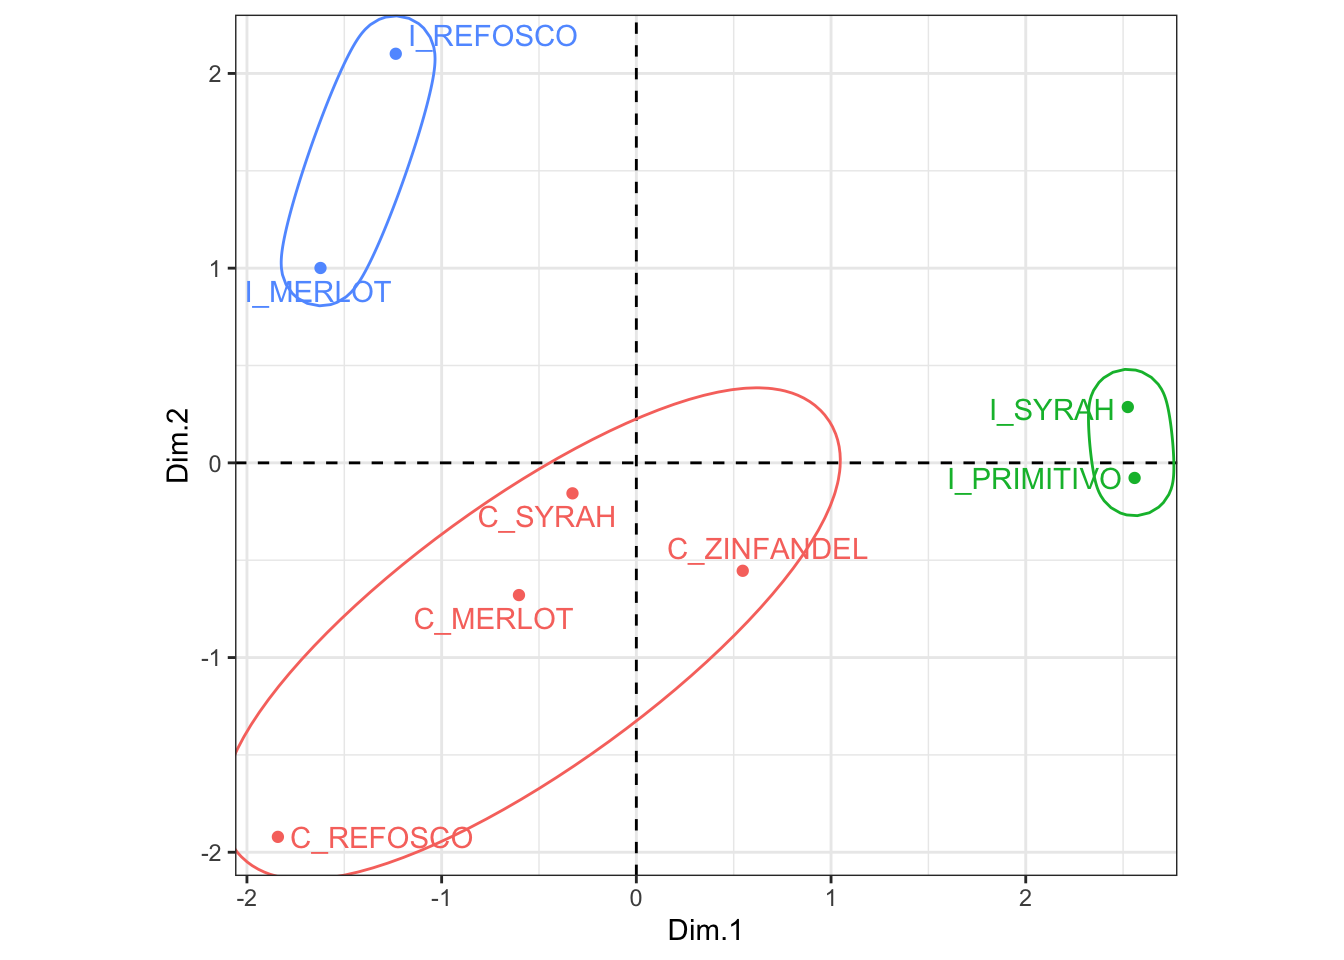 I_REFOSCO
2
1
I_MERLOT
I_SYRAH
0
I_PRIMITIVO
C_SYRAH
C_ZINFANDEL
C_MERLOT
-1
C_REFOSCO
-2
-2 -1 0 1 2
Dim.1
Dim.2